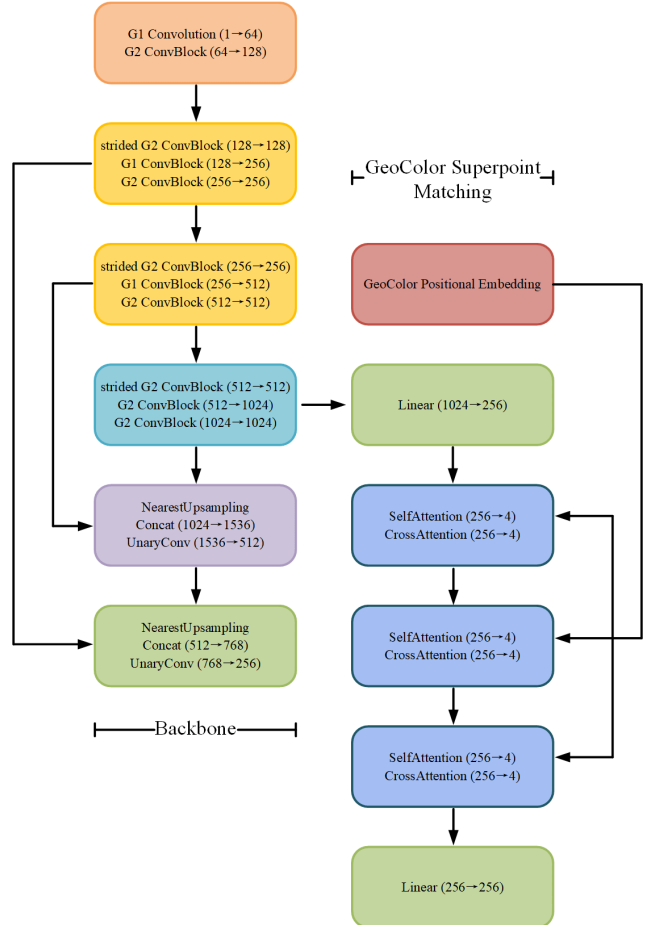 G1 Convolution (1→64)
G2 ConvBlock (64→128)
strided G2 ConvBlock (128→128)
G1 ConvBlock (128→256)
G2 ConvBlock (256→256)
strided G2 ConvBlock (256→256)
G1 ConvBlock (256→512)
G2 ConvBlock (512→512)
strided G2 ConvBlock (512→512)
G2 ConvBlock (512→1024)
G2 ConvBlock (1024→1024)
NearestUpsampling
Concat (1024→1536)
UnaryConv (1536→512)
NearestUpsampling
Concat (512→768)
UnaryConv (768→256)
Backbone
GeoColor Superpoint
Matching
GeoColor Positional Embedding
Linear (1024→256)
SelfAttention (256→4)
CrossAttention (256→4)
SelfAttention (256→4)
CrossAttention (256→4)
SelfAttention (256→4)
CrossAttention (256→4)
Linear (256→256)